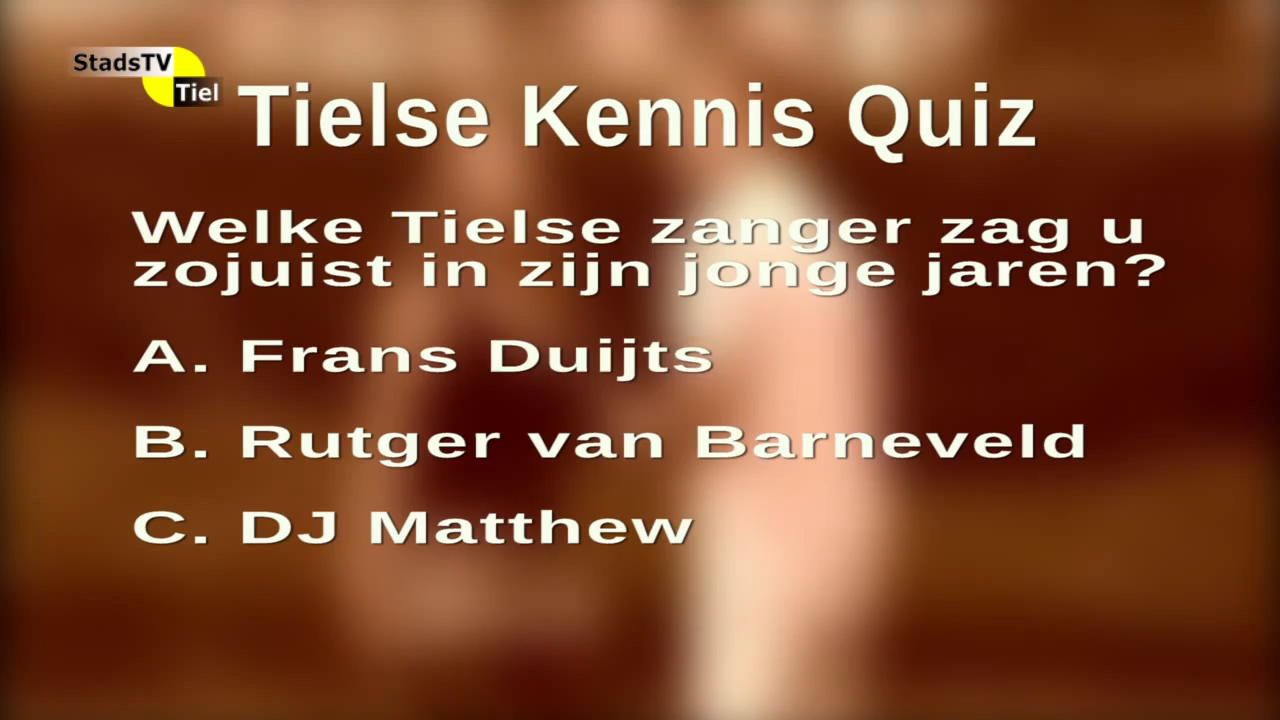 StadsTV
Tiel
Tielse Kennis Quiz
Welke Tielse zanger zag u
zojuist in zijn jonge jaren?
A. Frans Duijts
B. Rutger van Barneveld
C. DJ Matthew